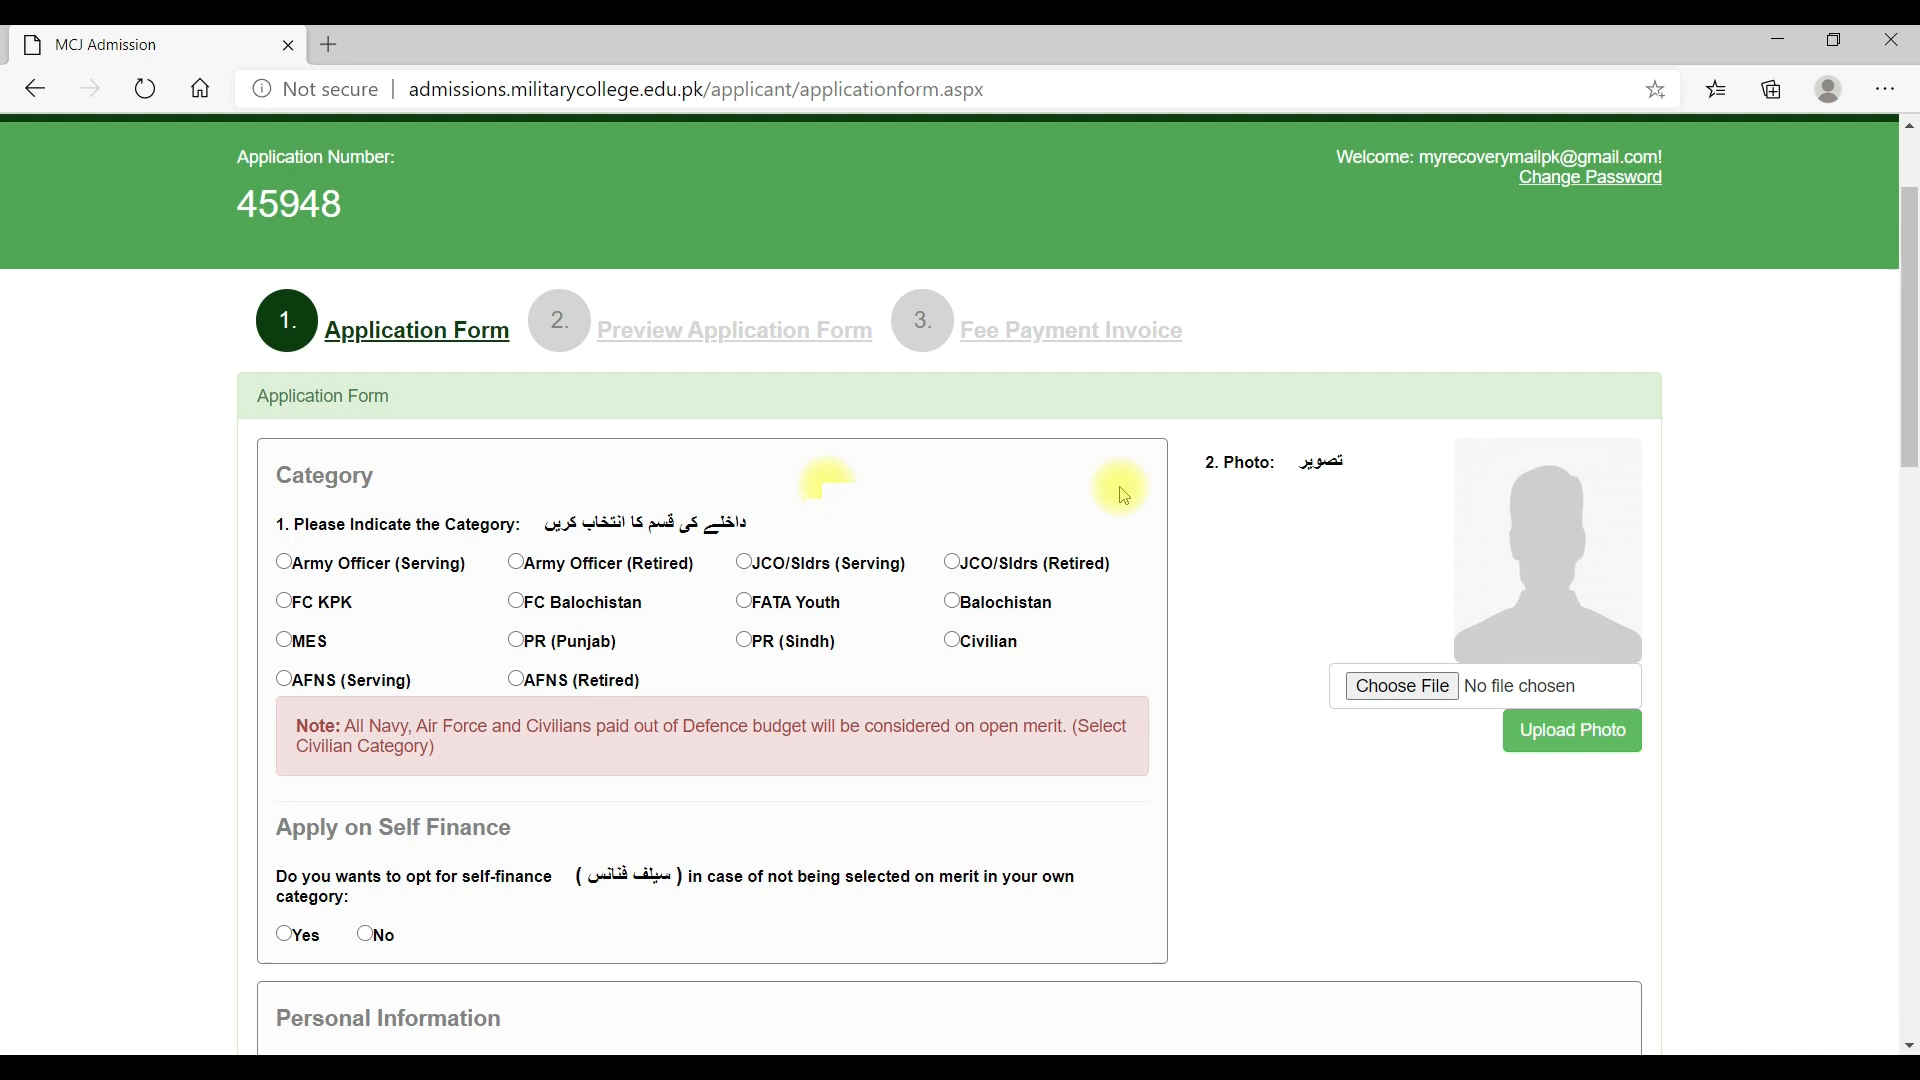 MCJ Admission
Not secure | admissions.militarycollege.edu.pk/applicant/applicationform.aspx
Application Number:
45948
Welcome: myrecoverymailpk@gmail.com!
Change Password
1. Application Form 2. Preview Application Form 3. Fee Payment Invoice
Application Form
Category
1. Please Indicate the Category: داخلے کی قسم کا انتخاب کریں
Army Officer (Serving) Army Officer (Retired) JCO/Sldrs (Serving) JCO/Sldrs (Retired)
FC KPK FC Balochistan FATA Youth Balochistan
MES PR (Punjab) PR (Sindh) Civilian
AFNS (Serving) AFNS (Retired)
Note: All Navy, Air Force and Civilians paid out of Defence budget will be considered on open merit. (Select
Civilian Category)
Apply on Self Finance
Do you wants to opt for self-finance ( سیلف فنانس ) in case of not being selected on merit in your own
category:
Yes No
2. Photo: تصویر
Choose File No file chosen
Upload Photo
Personal Information